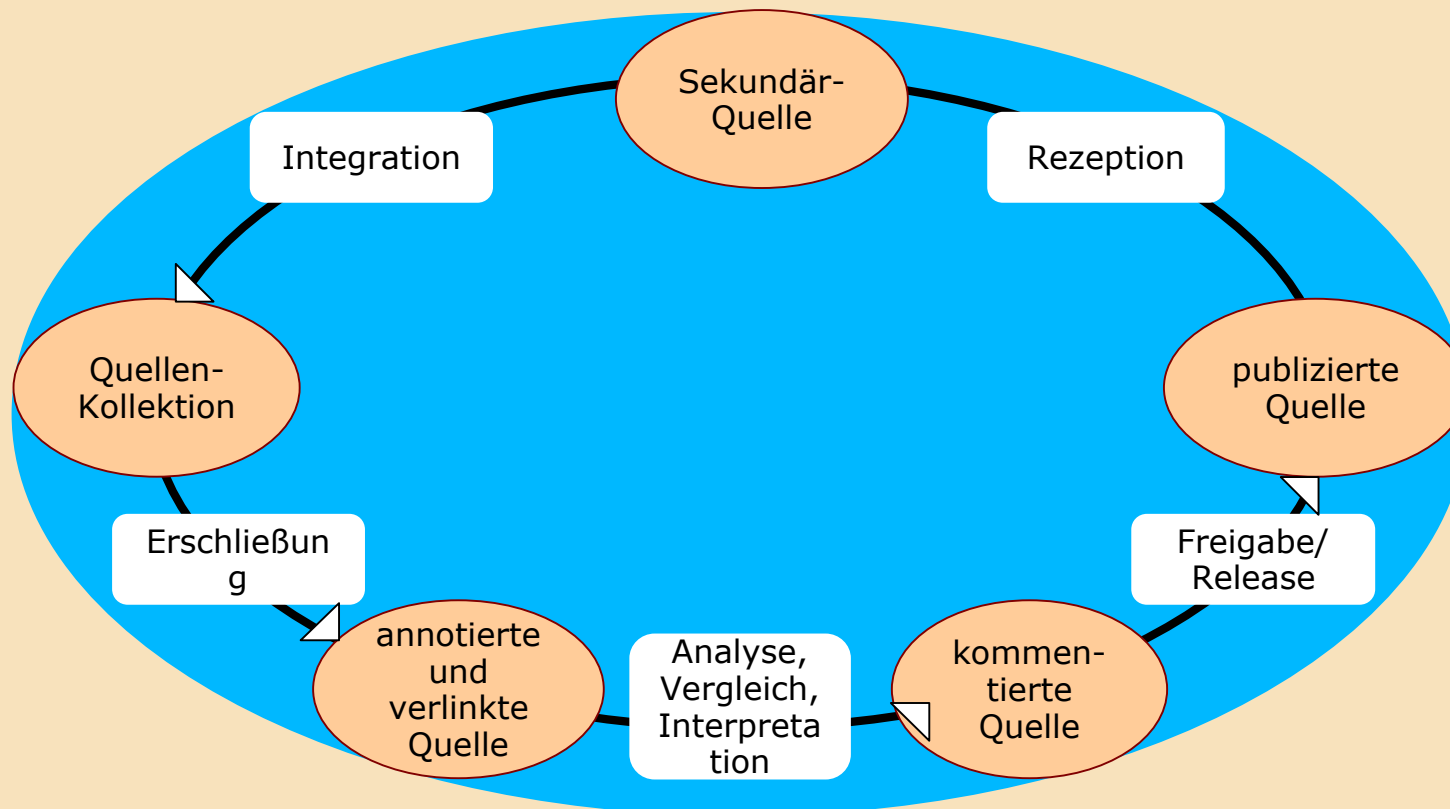 Sekundär-
Quelle
Integration
Rezeption
Quellen-
Kollektion
publizierte
Quelle
Erschließun
g
Freigabe/
Release
annotierte
und
verlinkte
Quelle
Analyse,
Vergleich,
Interpreta
tion
kommen-
tierte
Quelle